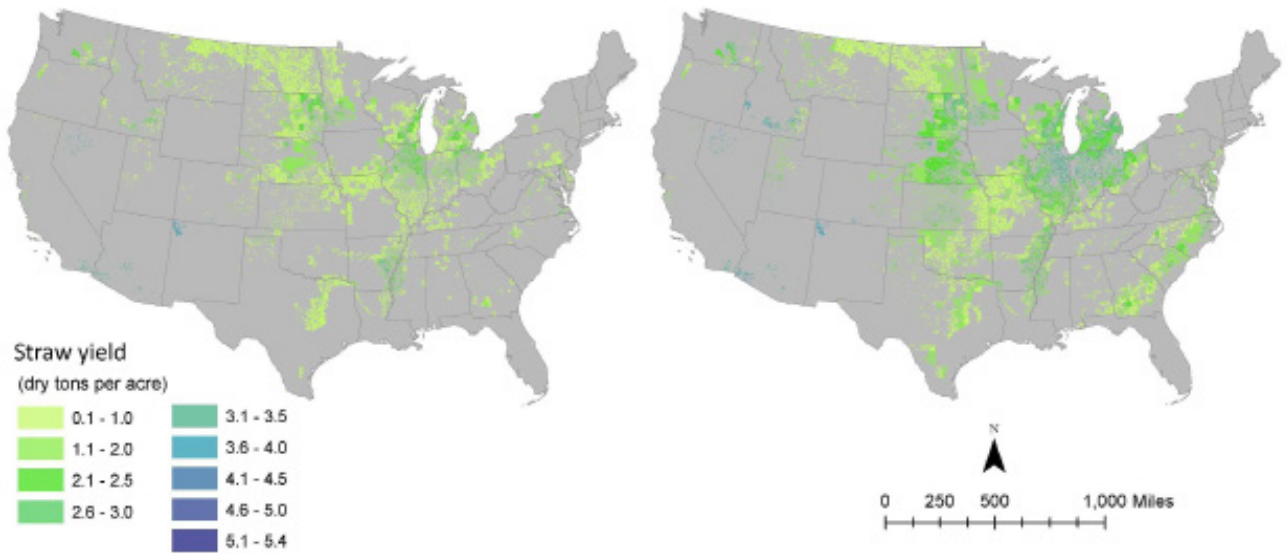 Straw yield
(dry tons per acre)
0.1 - 1.0
1.1 - 2.0
2.1 - 2.5
2.6 - 3.0
3.1 - 3.5
3.6 - 4.0
4.1 - 4.5
4.6 - 5.0
5.1 - 5.4
N
0 250 500 1,000 Miles